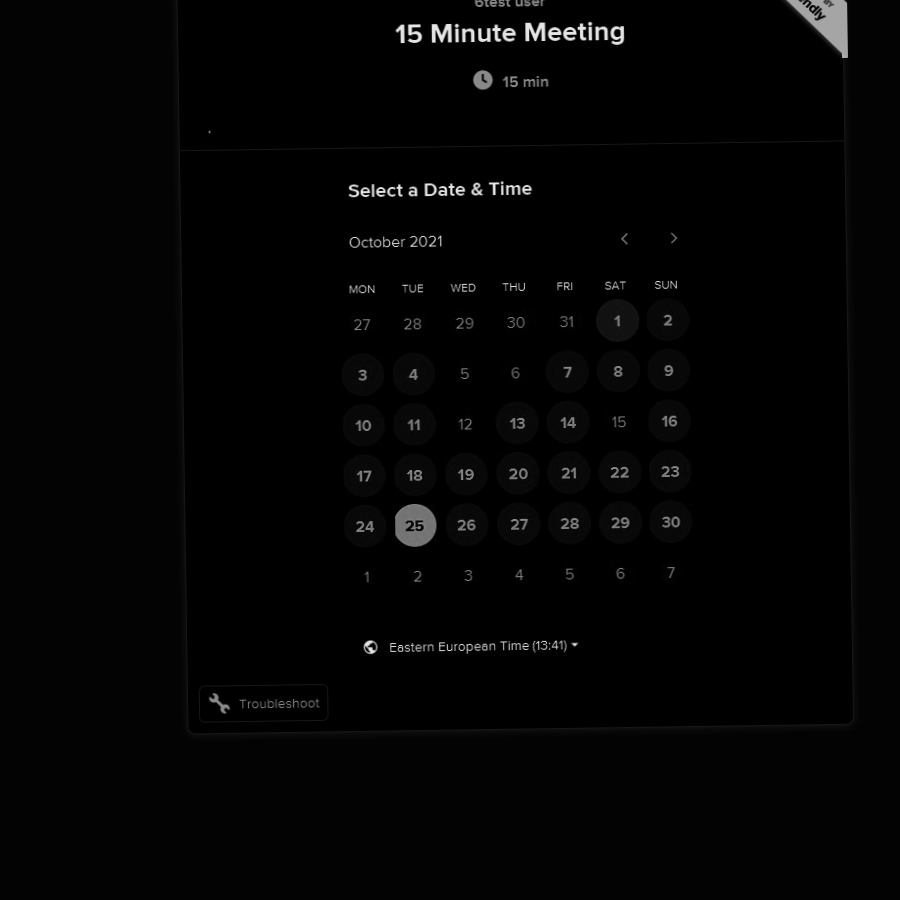 6test user
15 Minute Meeting
15 min
.
Select a Date & Time
October 2021
MON TUE WED THU FRI SAT SUN
27 28 29 30 31 1 2
3 4 5 6 7 8 9
10 11 12 13 14 15 16
17 18 19 20 21 22 23
24 25 26 27 28 29 30
1 2 3 4 5 6 7
Eastern European Time (13:41)
Troubleshoot